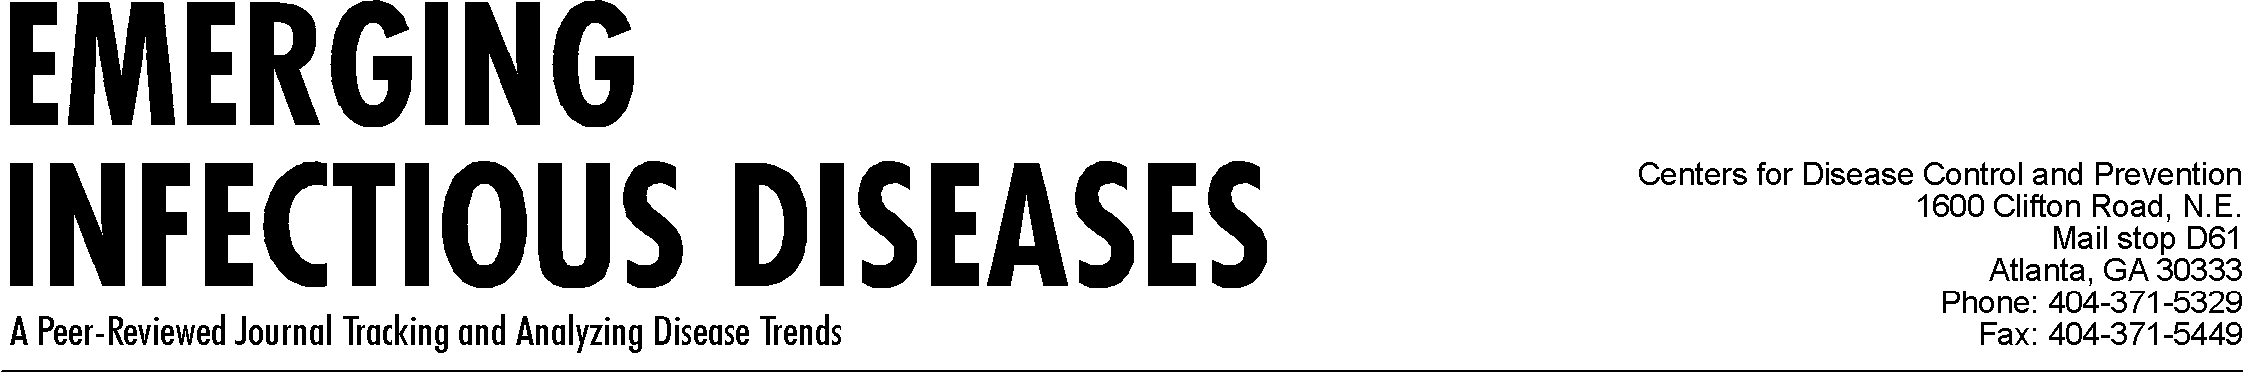 EMERGING
INFECTIOUS DISEASES
A Peer-Reviewed Journal Tracking and Analyzing Disease Trends
Centers for Disease Control and Prevention
1600 Clifton Road, N.E.
Mail stop D61
Atlanta, GA 30333
Phone: 404-371-5329
Fax: 404-371-5449